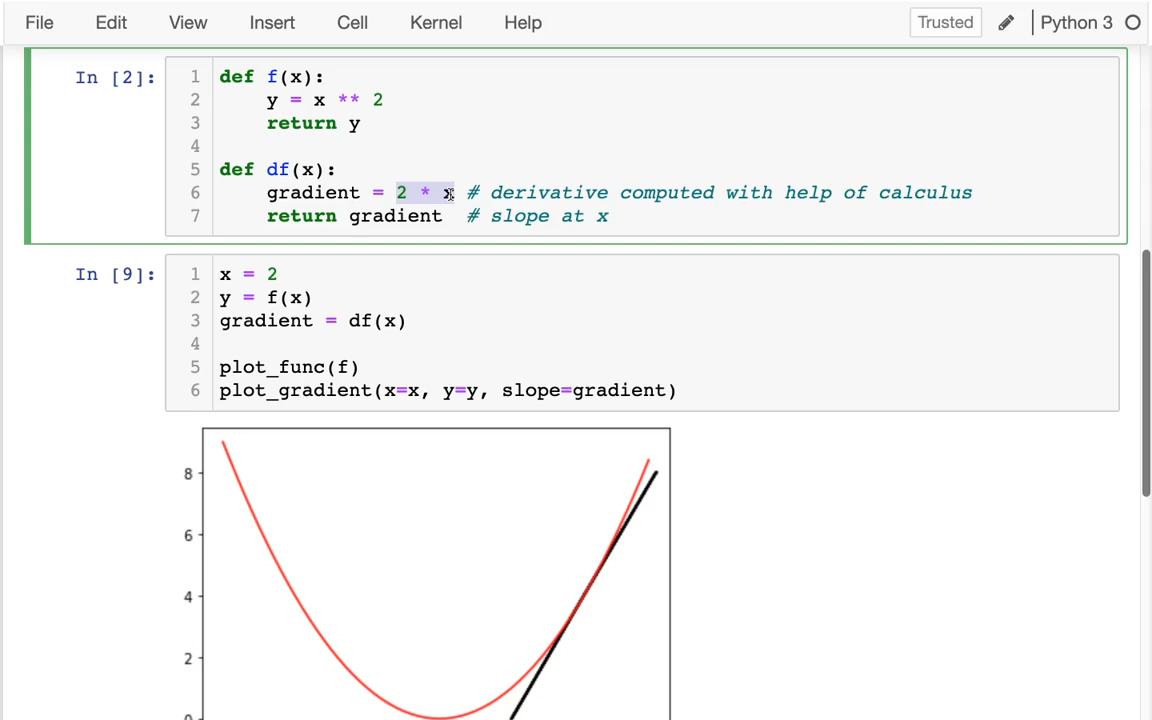 File Edit View Insert Cell Kernel Help Trusted Python 3
In [2]:
1 def f(x):
2     y = x ** 2
3     return y
4
5 def df(x):
6     gradient = 2 * x # derivative computed with help of calculus
7     return gradient  # slope at x
In [9]:
1 x = 2
2 y = f(x)
3 gradient = df(x)
4
5 plot_func(f)
6 plot_gradient(x=x, y=y, slope=gradient)
8
6
4
2
0